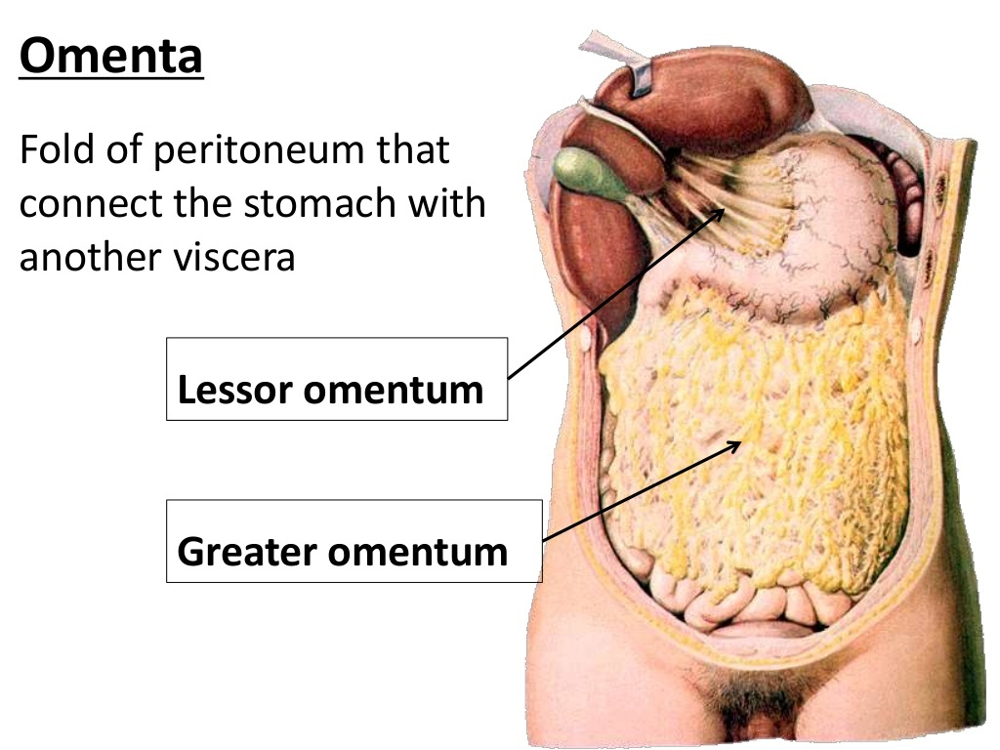 Omenta
Fold of peritoneum that
connect the stomach with
another viscera
Lessor omentum
Greater omentum